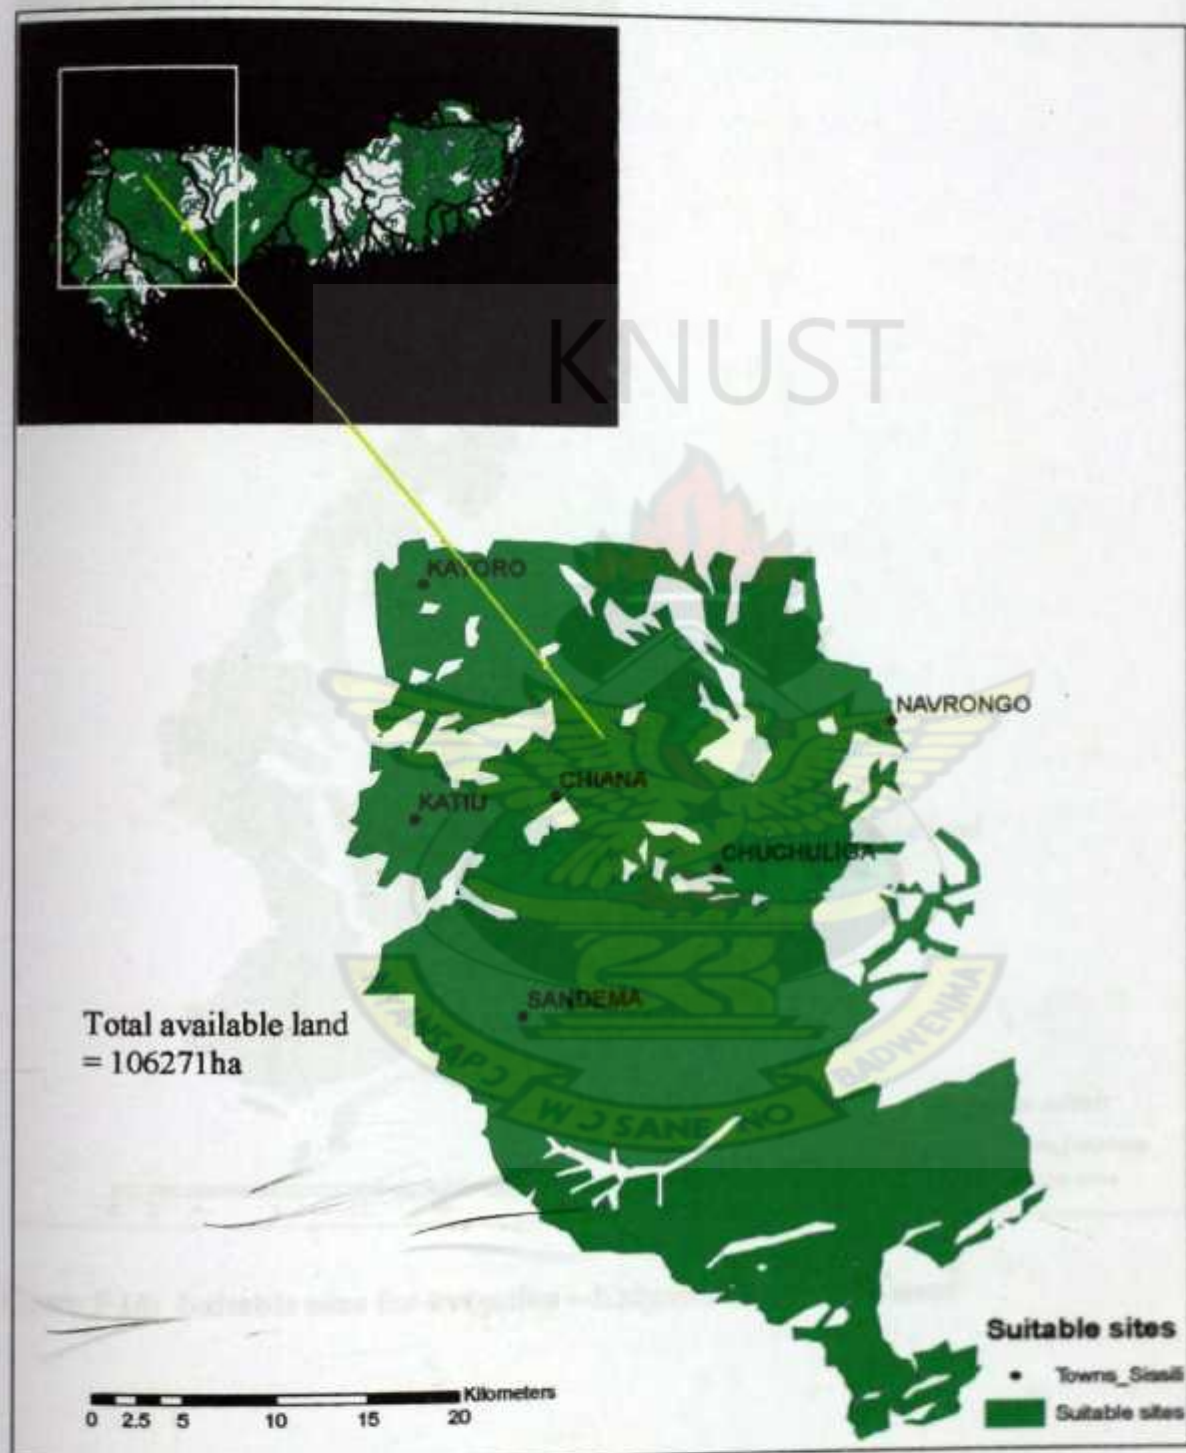 KNUST
KAYORO
NAVRONGO
CHIANA
KATIU
CHUCHULIGA
SANDEMA
Total available land
= 106271ha
W Ɔ SANE NO
BADWENMA
Suitable sites
Towns_Sissili
Suitable sites
Kilometers
0 2.5 5 10 15 20